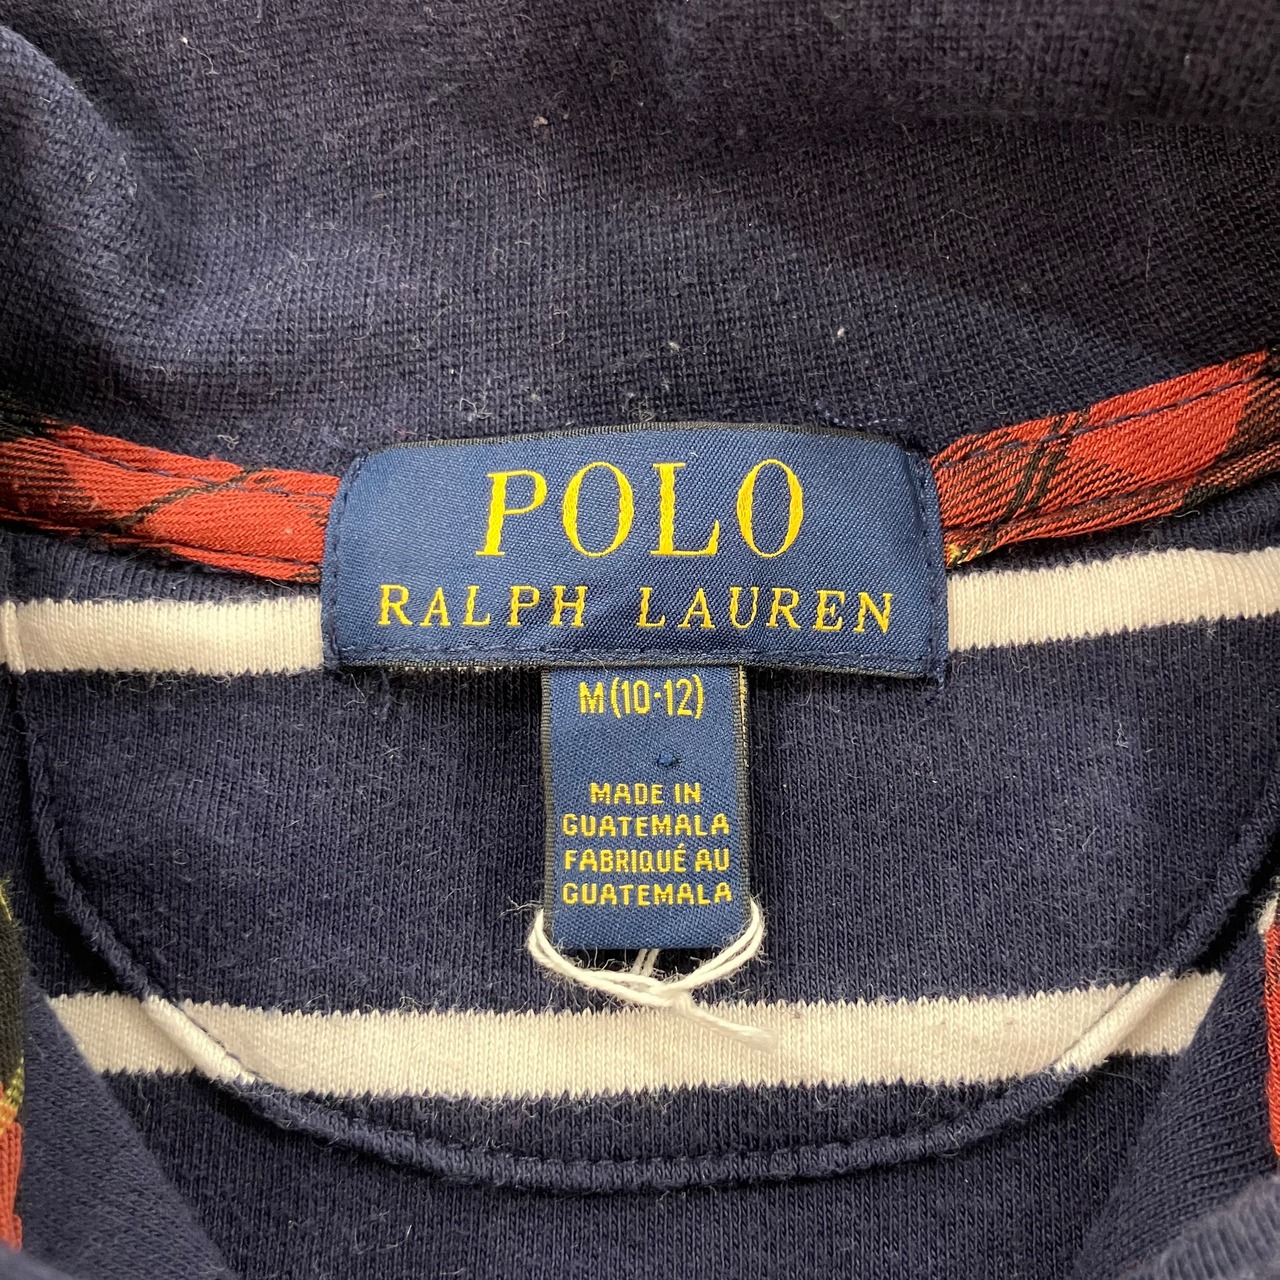 POLO
RALPH LAUREN
M(10-12)
MADE IN
GUATEMALA
FABRIQUÉ AU
GUATEMALA